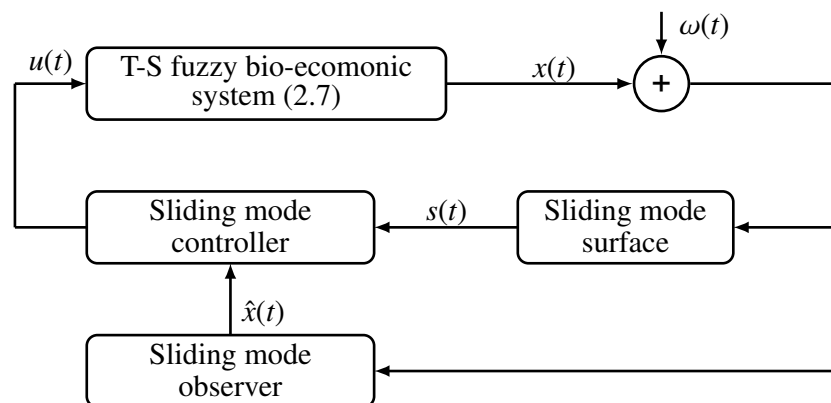 ω(t)
u(t)
T-S fuzzy bio-ecomonic
system (2.7)
x(t)
+
Sliding mode
controller
s(t)
Sliding mode
surface
x̂(t)
Sliding mode
observer